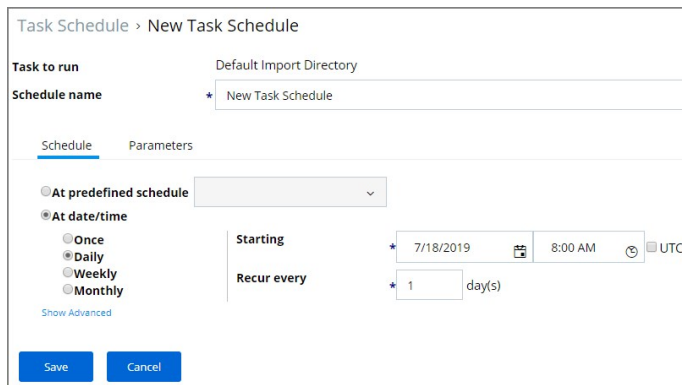 Task Schedule › New Task Schedule
Task to run Default Import Directory
Schedule name * New Task Schedule
Schedule Parameters
At predefined schedule
At date/time
Once Starting * 7/18/2019 8:00 AM UTC
Daily
Weekly Recur every * 1 day(s)
Monthly
Show Advanced
Save Cancel